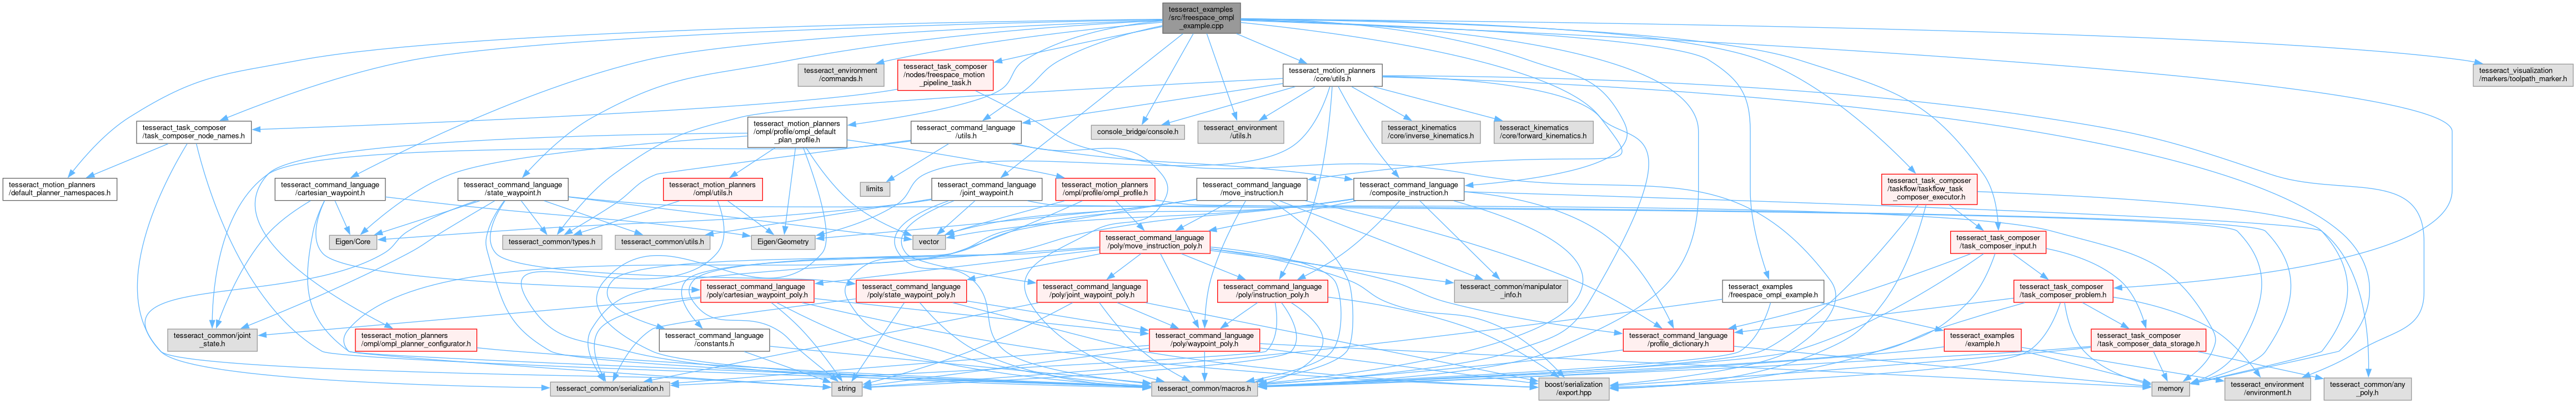 tesseract_examples
/src/freespace_ompl
_example.cpp
tesseract_environment
/commands.h
tesseract_task_composer
/nodes/freespace_motion
_pipeline_task.h
tesseract_motion_planners
/core/utils.h
tesseract_visualization
/markers/toolpath_marker.h
tesseract_task_composer
/task_composer_node_names.h
tesseract_motion_planners
/ompl/profile/ompl_default
_plan_profile.h
tesseract_command_language
/utils.h
console_bridge/console.h
tesseract_environment
/utils.h
tesseract_kinematics
/core/inverse_kinematics.h
tesseract_kinematics
/core/forward_kinematics.h
tesseract_motion_planners
/default_planner_namespaces.h
tesseract_command_language
/cartesian_waypoint.h
tesseract_command_language
/state_waypoint.h
tesseract_motion_planners
/ompl/utils.h
limits
tesseract_command_language
/joint_waypoint.h
tesseract_motion_planners
/ompl/profile/ompl_profile.h
tesseract_command_language
/move_instruction.h
tesseract_command_language
/composite_instruction.h
tesseract_task_composer
/taskflow/taskflow_task
_composer_executor.h
Eigen/Core
tesseract_common/types.h
tesseract_common/utils.h
Eigen/Geometry
vector
tesseract_command_language
/poly/move_instruction_poly.h
tesseract_task_composer
/task_composer_input.h
tesseract_command_language
/poly/cartesian_waypoint_poly.h
tesseract_command_language
/poly/state_waypoint_poly.h
tesseract_command_language
/poly/joint_waypoint_poly.h
tesseract_command_language
/poly/instruction_poly.h
tesseract_common/manipulator
_info.h
tesseract_examples
/freespace_ompl_example.h
tesseract_task_composer
/task_composer_problem.h
tesseract_common/joint
_state.h
tesseract_motion_planners
/ompl/ompl_planner_configurator.h
tesseract_command_language
/constants.h
tesseract_command_language
/poly/waypoint_poly.h
tesseract_command_language
/profile_dictionary.h
tesseract_examples
/example.h
tesseract_task_composer
/task_composer_data_storage.h
tesseract_common/serialization.h
string
tesseract_common/macros.h
boost/serialization
/export.hpp
memory
tesseract_environment
/environment.h
tesseract_common/any
_poly.h